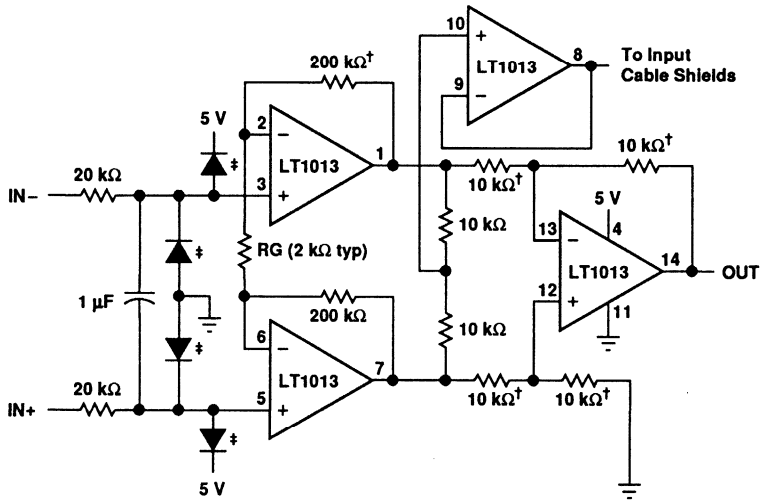 10
+
8
To Input
Cable Shields
LT1013
9
−
200 kΩ†
5 V
‡
2
−
LT1013
1
3
+
20 kΩ
IN−
10 kΩ†
10 kΩ†
5 V
4
13
−
LT1013
14
OUT
12
+
11
10 kΩ
RG (2 kΩ typ)
‡
1 µF
‡
200 kΩ
10 kΩ
6
−
LT1013
7
5
+
20 kΩ
IN+
10 kΩ†
10 kΩ†
‡
5 V